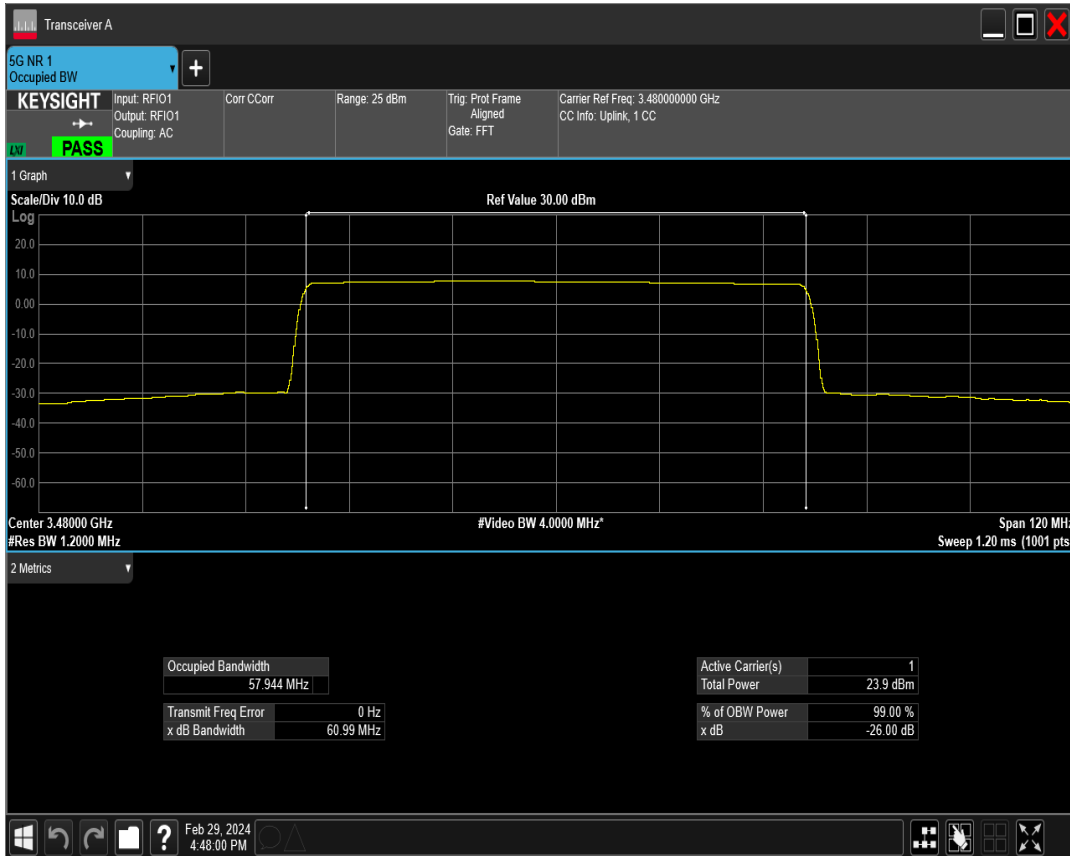 Transceiver A
5G NR 1
Occupied BW
KEYSIGHT
LXI
PASS
Input: RFIO1
Output: RFIO1
Coupling: AC
Corr CCorr
Range: 25 dBm
Trig: Prot Frame
Aligned
Gate: FFT
Carrier Ref Freq: 3.480000000 GHz
CC Info: Uplink, 1 CC
1 Graph
Scale/Div 10.0 dB
Ref Value 30.00 dBm
Log
20.0
10.0
0.00
-10.0
-20.0
-30.0
-40.0
-50.0
-60.0
Center 3.48000 GHz
#Video BW 4.0000 MHz*
Span 120 MHz
#Res BW 1.2000 MHz
Sweep 1.20 ms (1001 pts
2 Metrics
Occupied Bandwidth
57.944 MHz
Transmit Freq Error 0 Hz
x dB Bandwidth 60.99 MHz
Active Carrier(s) 1
Total Power 23.9 dBm
% of OBW Power 99.00 %
x dB -26.00 dB
?
Feb 29, 2024
4:48:00 PM